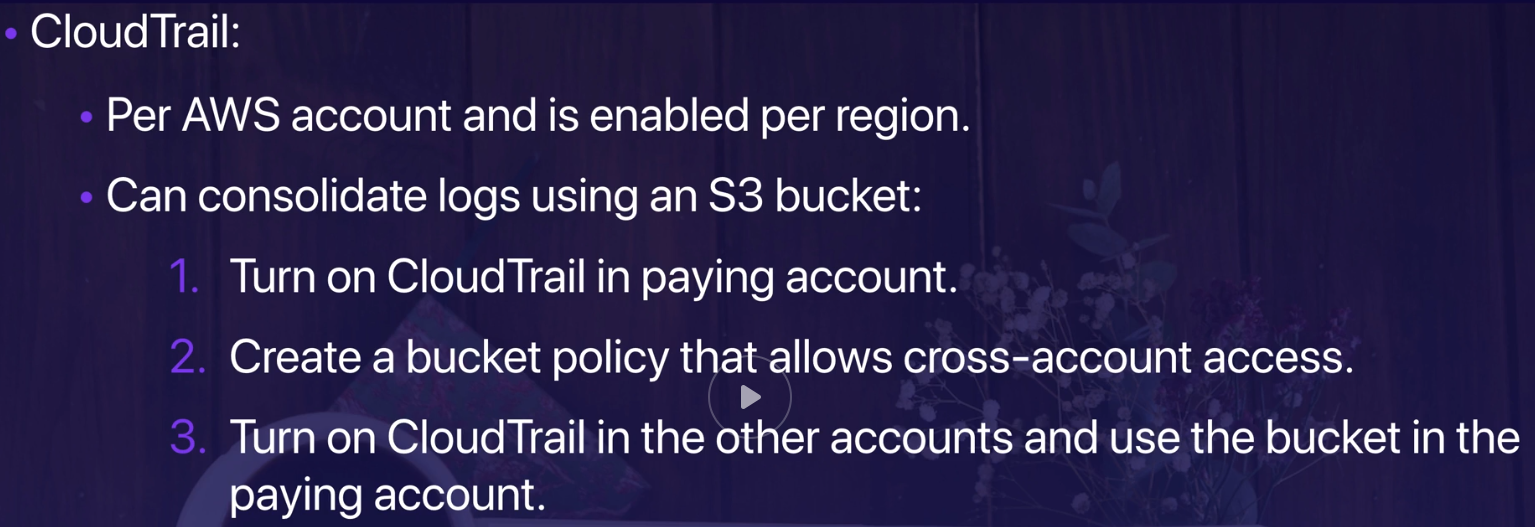 • CloudTrail:
• Per AWS account and is enabled per region.
• Can consolidate logs using an S3 bucket:
1. Turn on CloudTrail in paying account.
2. Create a bucket policy that allows cross-account access.
3. Turn on CloudTrail in the other accounts and use the bucket in the
paying account.